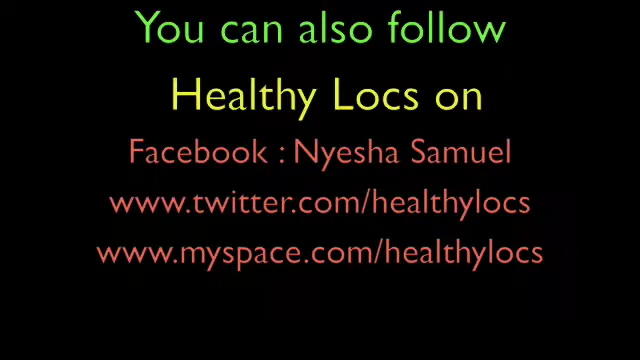 You can also follow
Healthy Locs on
Facebook : Nyesha Samuel
www.twitter.com/healthylocs
www.myspace.com/healthylocs